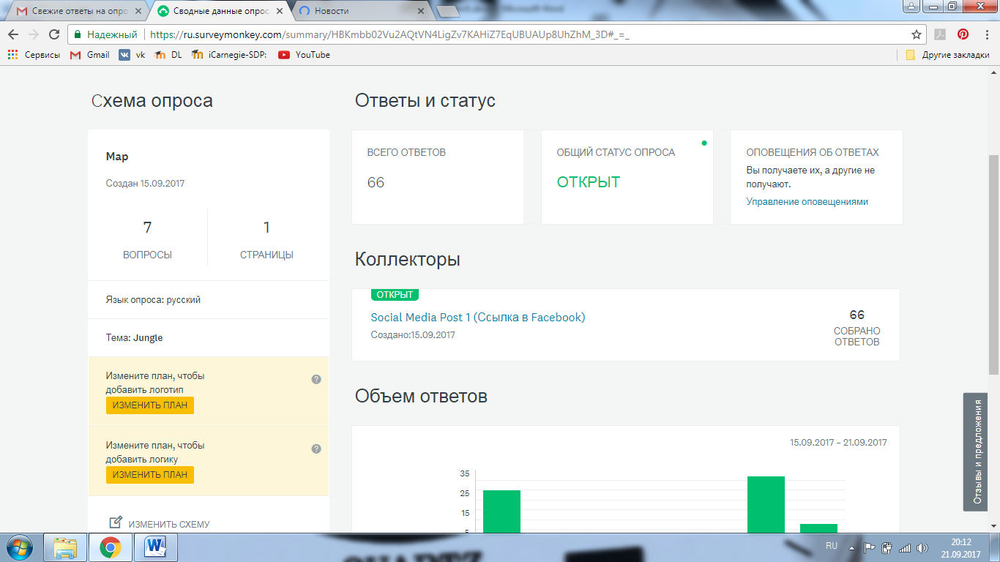 Microsoft Word
Свежие ответы на опро
Сводные данные опрос
Новости
Надежный
https://ru.surveymonkey.com/summary/HBKmbb02Vu2AQtVN4LigZv7KAHiZ7EqUBUAUp8UhZhM_3D#_=_
Сервисы
Gmail
vk
DL
iCarnegie-SDP:
YouTube
Другие закладки
Схема опроса
Map
Создан 15.09.2017
7
ВОПРОСЫ
1
СТРАНИЦЫ
Язык опроса: русский
Тема: Jungle
Измените план, чтобы
добавить логотип
ИЗМЕНИТЬ ПЛАН
Измените план, чтобы
добавить логику
ИЗМЕНИТЬ ПЛАН
ИЗМЕНИТЬ СХЕМУ
Ответы и статус
ВСЕГО ОТВЕТОВ
66
ОБЩИЙ СТАТУС ОПРОСА
ОТКРЫТ
ОПОВЕЩЕНИЯ ОБ ОТВЕТАХ
Вы получаете их, а другие не
получают.
Управление оповещениями
Коллекторы
ОТКРЫТ
Social Media Post 1 (Ссылка в Facebook)
Создано:15.09.2017
66
СОБРАНО
ОТВЕТОВ
Объем ответов
15.09.2017 – 21.09.2017
35
25
15
5
Отзывы и предложения
RU
20:12
21.09.2017